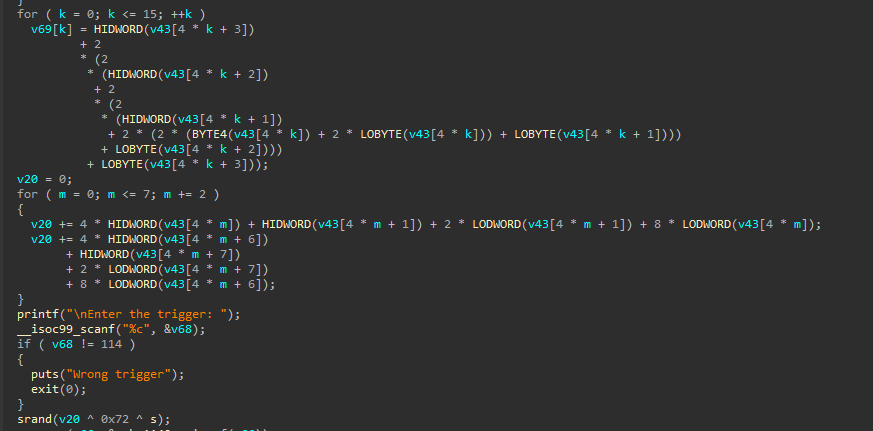 for ( k = 0; k <= 15; ++k )
v69[k] = HIDWORD(v43[4 * k + 3])
+ 2
* (2
* (HIDWORD(v43[4 * k + 2])
+ 2
* (2
* (HIDWORD(v43[4 * k + 1])
+ 2 * (2 * (BYTE4(v43[4 * k]) + 2 * LOBYTE(v43[4 * k])) + LOBYTE(v43[4 * k + 1])))
+ LOBYTE(v43[4 * k + 2])))
+ LOBYTE(v43[4 * k + 3]));
v20 = 0;
for ( m = 0; m <= 7; m += 2 )
{
v20 += 4 * HIDWORD(v43[4 * m]) + HIDWORD(v43[4 * m + 1]) + 2 * LODWORD(v43[4 * m + 1]) + 8 * LODWORD(v43[4 * m]);
v20 += 4 * HIDWORD(v43[4 * m + 6])
+ HIDWORD(v43[4 * m + 7])
+ 2 * LODWORD(v43[4 * m + 7])
+ 8 * LODWORD(v43[4 * m + 6]);
}
printf("\nEnter the trigger: ");
__isoc99_scanf("%c", &v68);
if ( v68 != 114 )
{
puts("Wrong trigger");
exit(0);
}
srand(v20 ^ 0x72 ^ s);